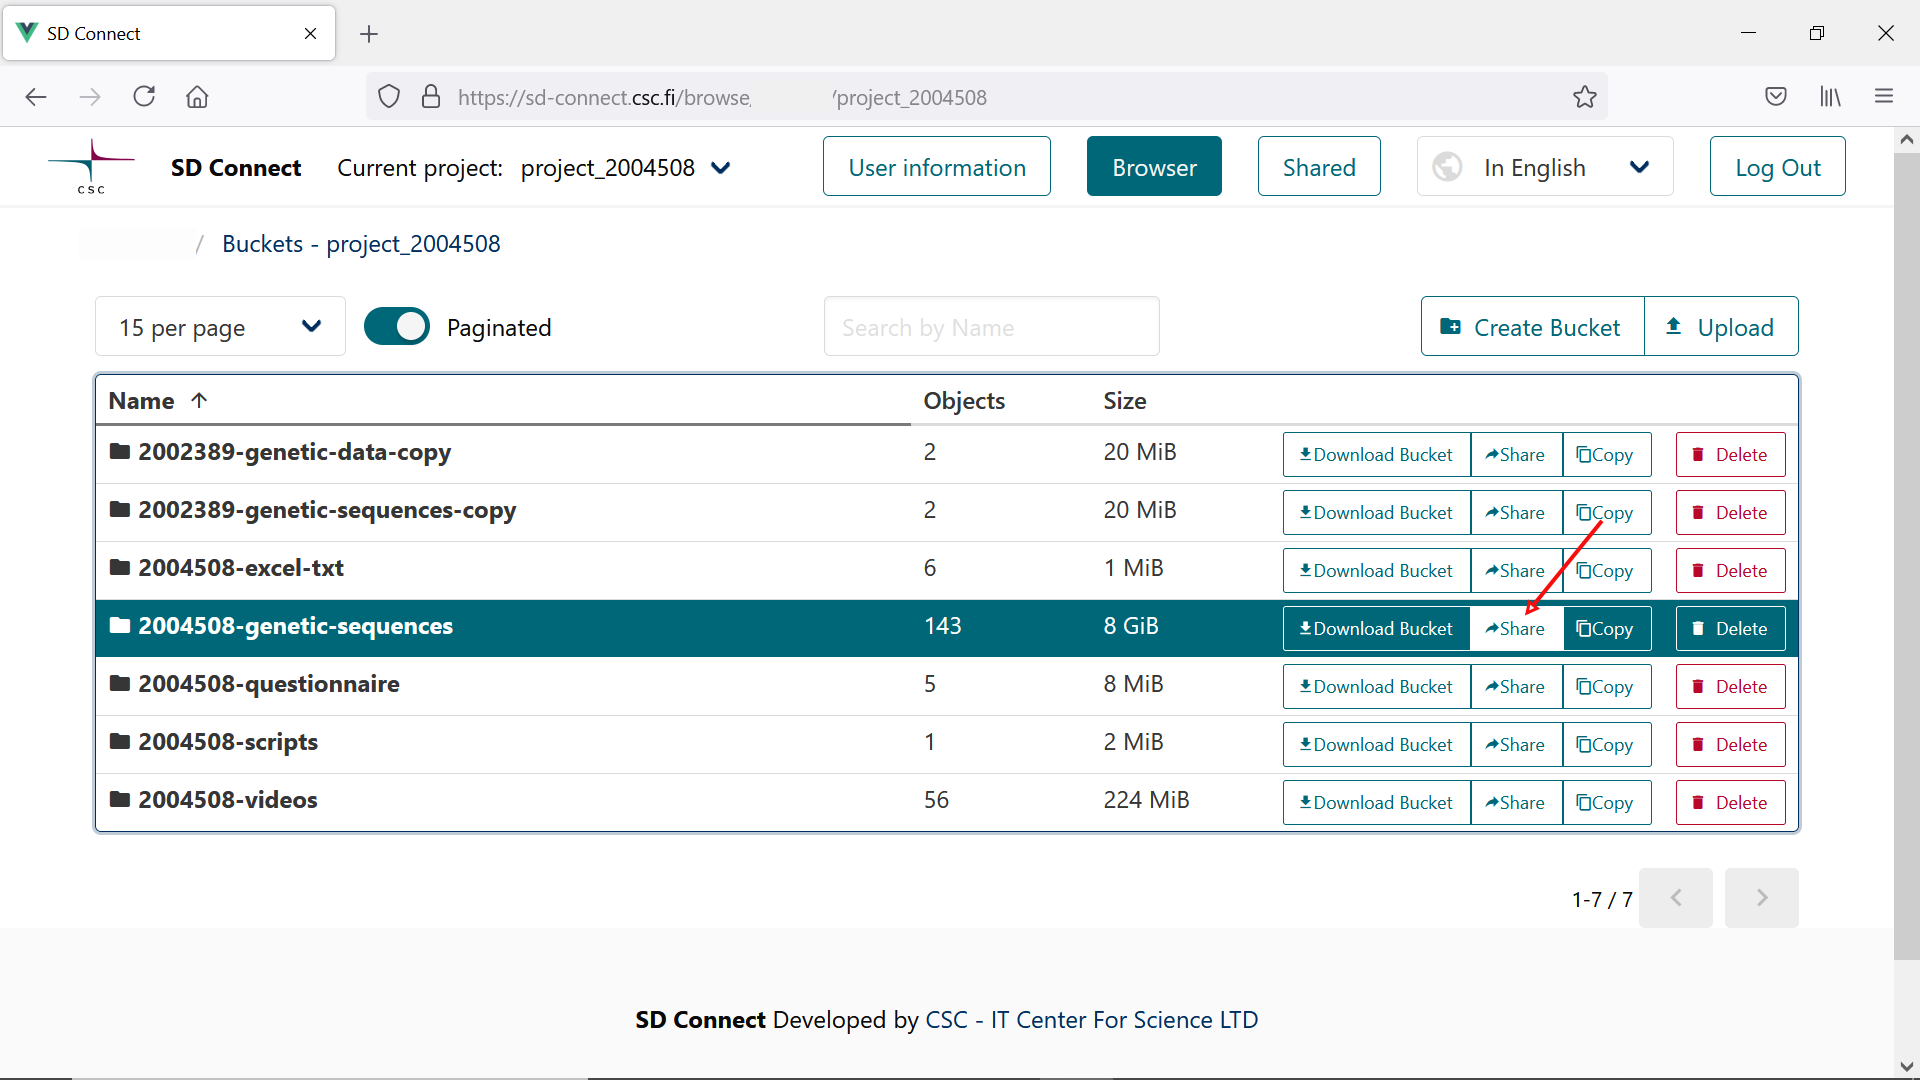 SD Connect
https://sd-connect.csc.fi/browse/ /project_2004508
CSC
SD Connect Current project: project_2004508 User information Browser Shared In English Log Out
/ Buckets - project_2004508
15 per page Paginated Search by Name Create Bucket Upload
Name Objects Size
2002389-genetic-data-copy 2 20 MiB Download Bucket Share Copy Delete
2002389-genetic-sequences-copy 2 20 MiB Download Bucket Share Copy Delete
2004508-excel-txt 6 1 MiB Download Bucket Share Copy Delete
2004508-genetic-sequences 143 8 GiB Download Bucket Share Copy Delete
2004508-questionnaire 5 8 MiB Download Bucket Share Copy Delete
2004508-scripts 1 2 MiB Download Bucket Share Copy Delete
2004508-videos 56 224 MiB Download Bucket Share Copy Delete
1-7 / 7
SD Connect Developed by CSC - IT Center For Science LTD